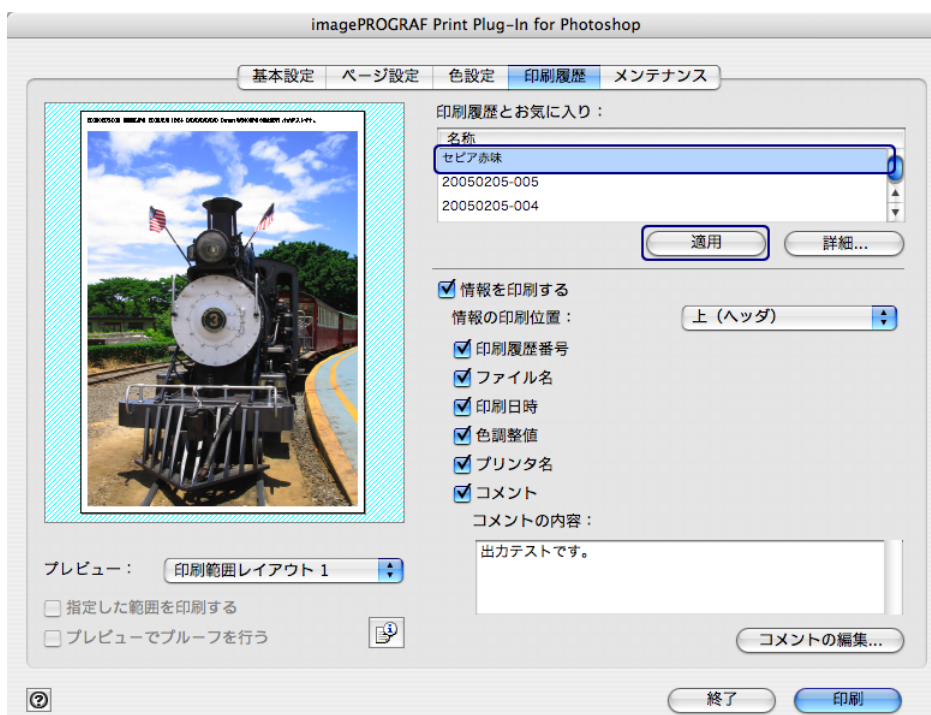 imagePROGRAF Print Plug-In for Photoshop
基本設定 ページ設定 色設定 印刷履歴 メンテナンス
印刷履歴とお気に入り：
名称
セピア赤味
20050205-005
20050205-004
適用 詳細...
情報を印刷する
情報の印刷位置： 上（ヘッダ）
印刷履歴番号
ファイル名
印刷日時
色調整値
プリンタ名
コメント
コメントの内容：
出力テストです。
コメントの編集...
3
プレビュー： 印刷範囲レイアウト 1
指定した範囲を印刷する
プレビューでプルーフを行う
終了 印刷